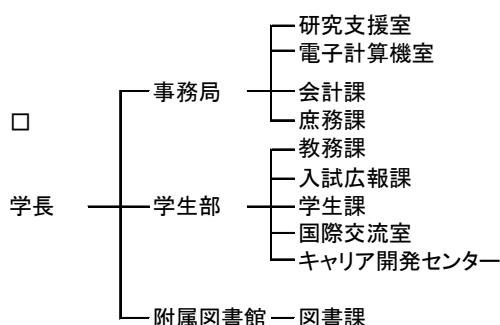 研究支援室
電子計算機室
事務局
会計課
□
庶務課
教務課
入試広報課
学長
学生部
学生課
国際交流室
キャリア開発センター
附属図書館
図書課